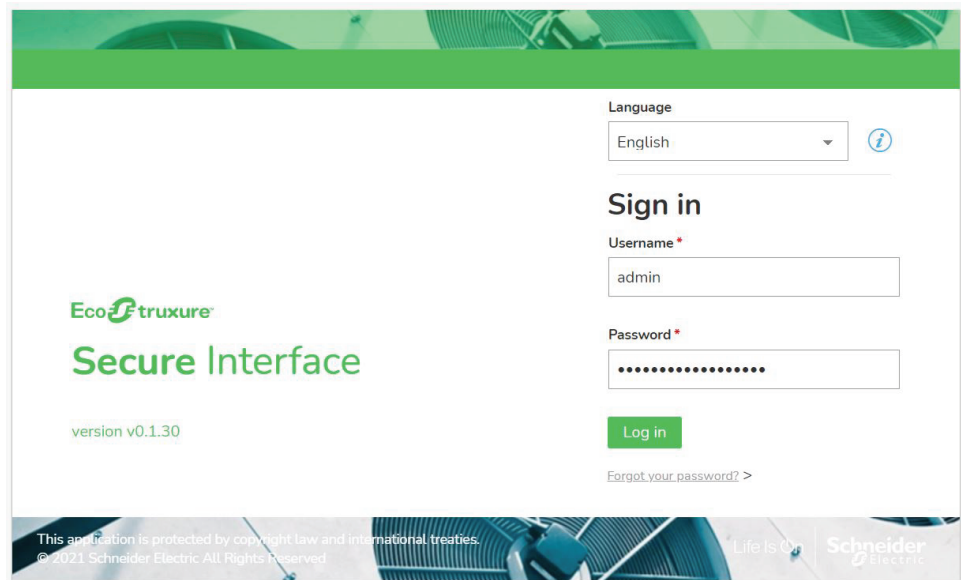 Language
English
i
Sign in
Username *
admin
EcoStruxure™
Secure Interface
version v0.1.30
Password *
••••••••••••••••••
Log in
Forgot your password? >
This application is protected by copyright law and international treaties.
© 2021 Schneider Electric All Rights Reserved
Life Is On | Schneider
Electric